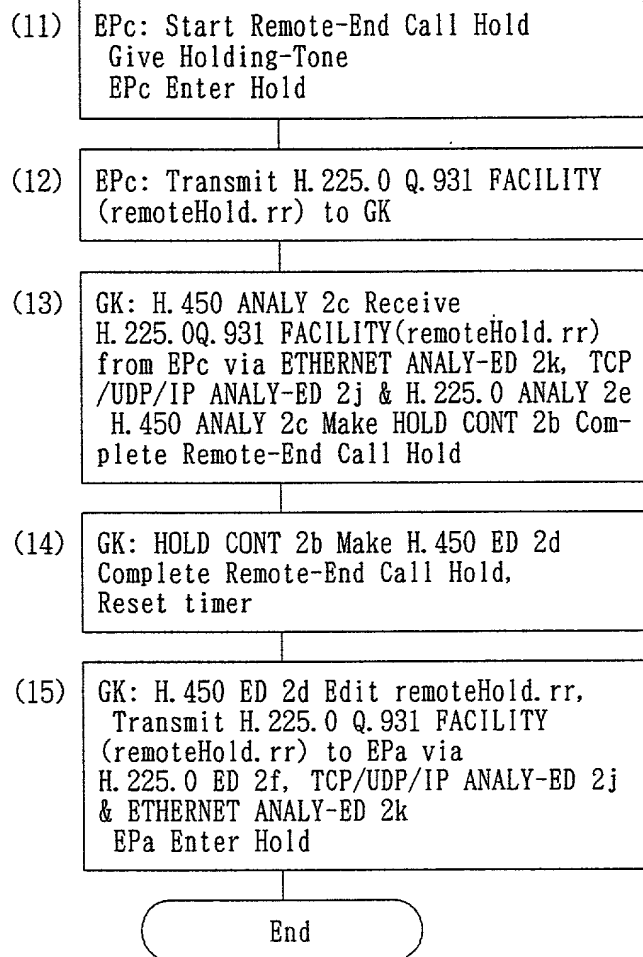 (11) EPc: Start Remote-End Call Hold
Give Holding-Tone
EPc Enter Hold
(12) EPc: Transmit H.225.0 Q.931 FACILITY
(remoteHold.rr) to GK
(13) GK: H.450 ANALY 2c Receive
H.225.0Q.931 FACILITY(remoteHold.rr)
from EPc via ETHERNET ANALY-ED 2k, TCP
/UDP/IP ANALY-ED 2j & H.225.0 ANALY 2e
H.450 ANALY 2c Make HOLD CONT 2b Com-
plete Remote-End Call Hold
(14) GK: HOLD CONT 2b Make H.450 ED 2d
Complete Remote-End Call Hold,
Reset timer
(15) GK: H.450 ED 2d Edit remoteHold.rr,
Transmit H.225.0 Q.931 FACILITY
(remoteHold.rr) to EPa via
H.225.0 ED 2f, TCP/UDP/IP ANALY-ED 2j
& ETHERNET ANALY-ED 2k
EPa Enter Hold
End